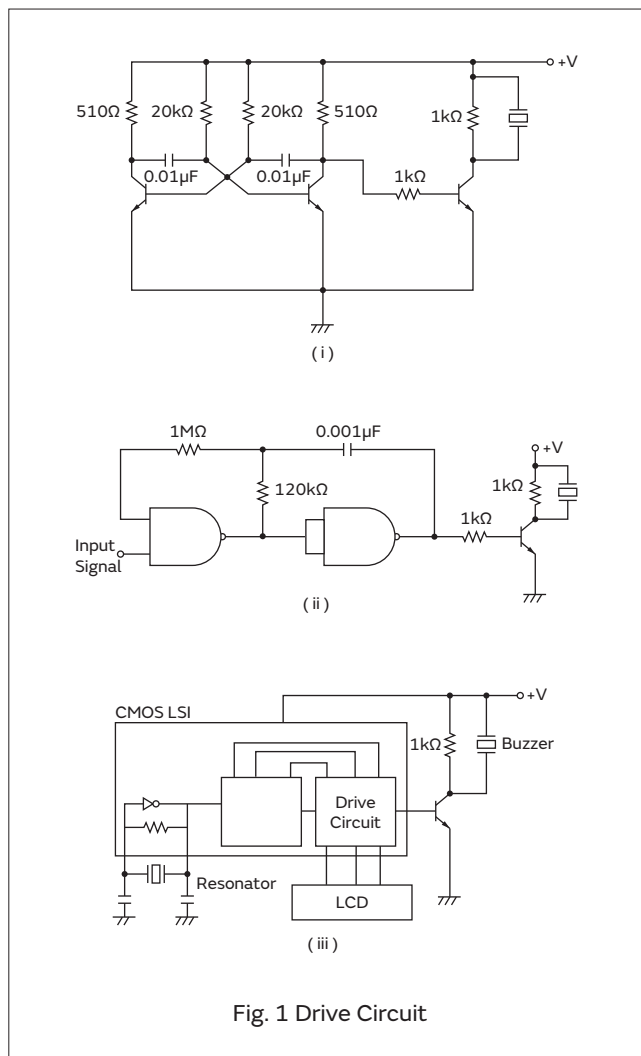 +V
510Ω 20kΩ 20kΩ 510Ω 1kΩ
0.01µF 0.01µF
1kΩ
( i )
1MΩ 0.001µF
+V
120kΩ 1kΩ
1kΩ
Input
Signal
( ii )
+V
CMOS LSI
1kΩ Buzzer
Drive
Circuit
Resonator
LCD
( iii )
Fig. 1 Drive Circuit